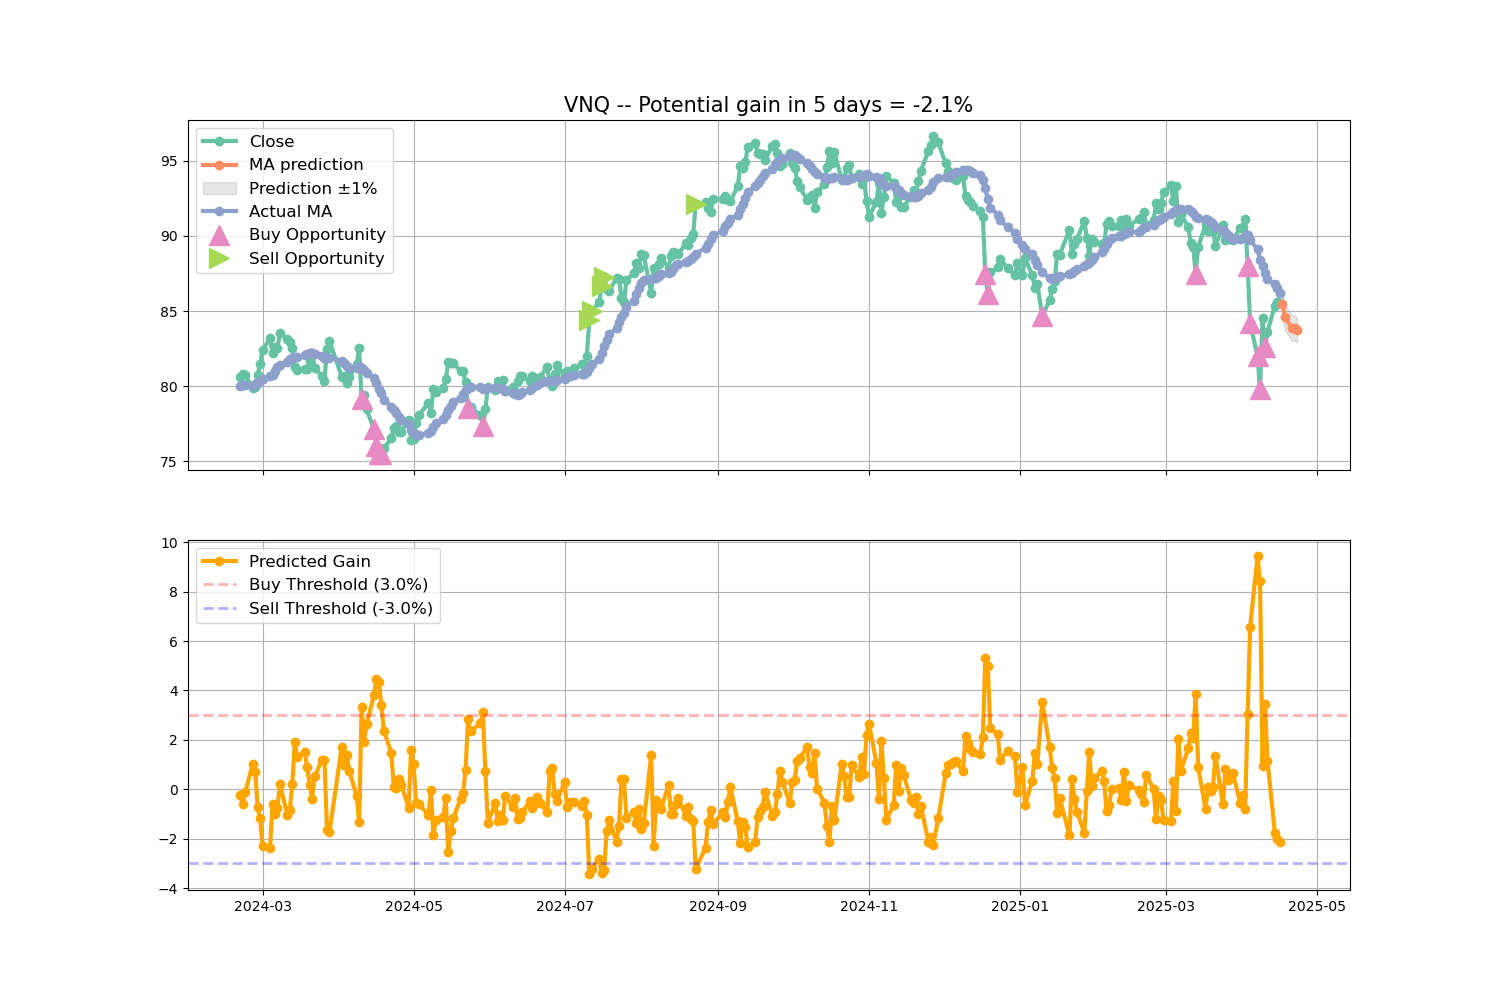 VNQ -- Potential gain in 5 days = -2.1%
Close
MA prediction
Prediction ±1%
Actual MA
Buy Opportunity
Sell Opportunity
95
90
85
80
75
Predicted Gain
Buy Threshold (3.0%)
Sell Threshold (-3.0%)
10
8
6
4
2
0
−2
−4
2024-03 2024-05 2024-07 2024-09 2024-11 2025-01 2025-03 2025-05